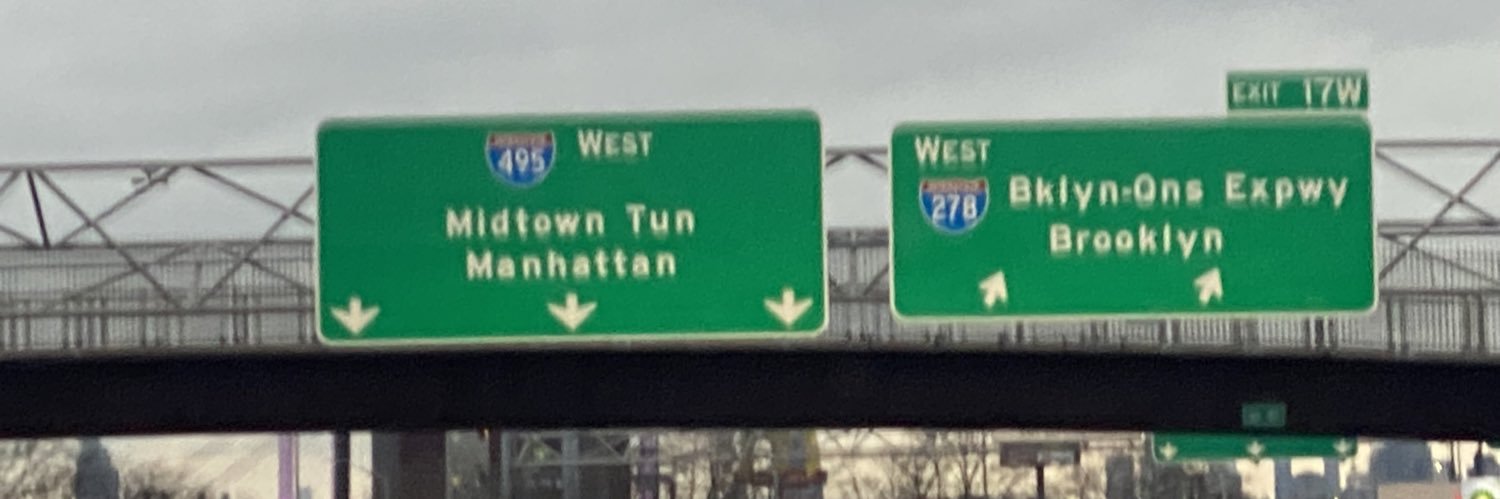 495 WEST
Midtown Tun
Manhattan
EXIT 17W
WEST
278 Bklyn-Qns Expwy
Brooklyn